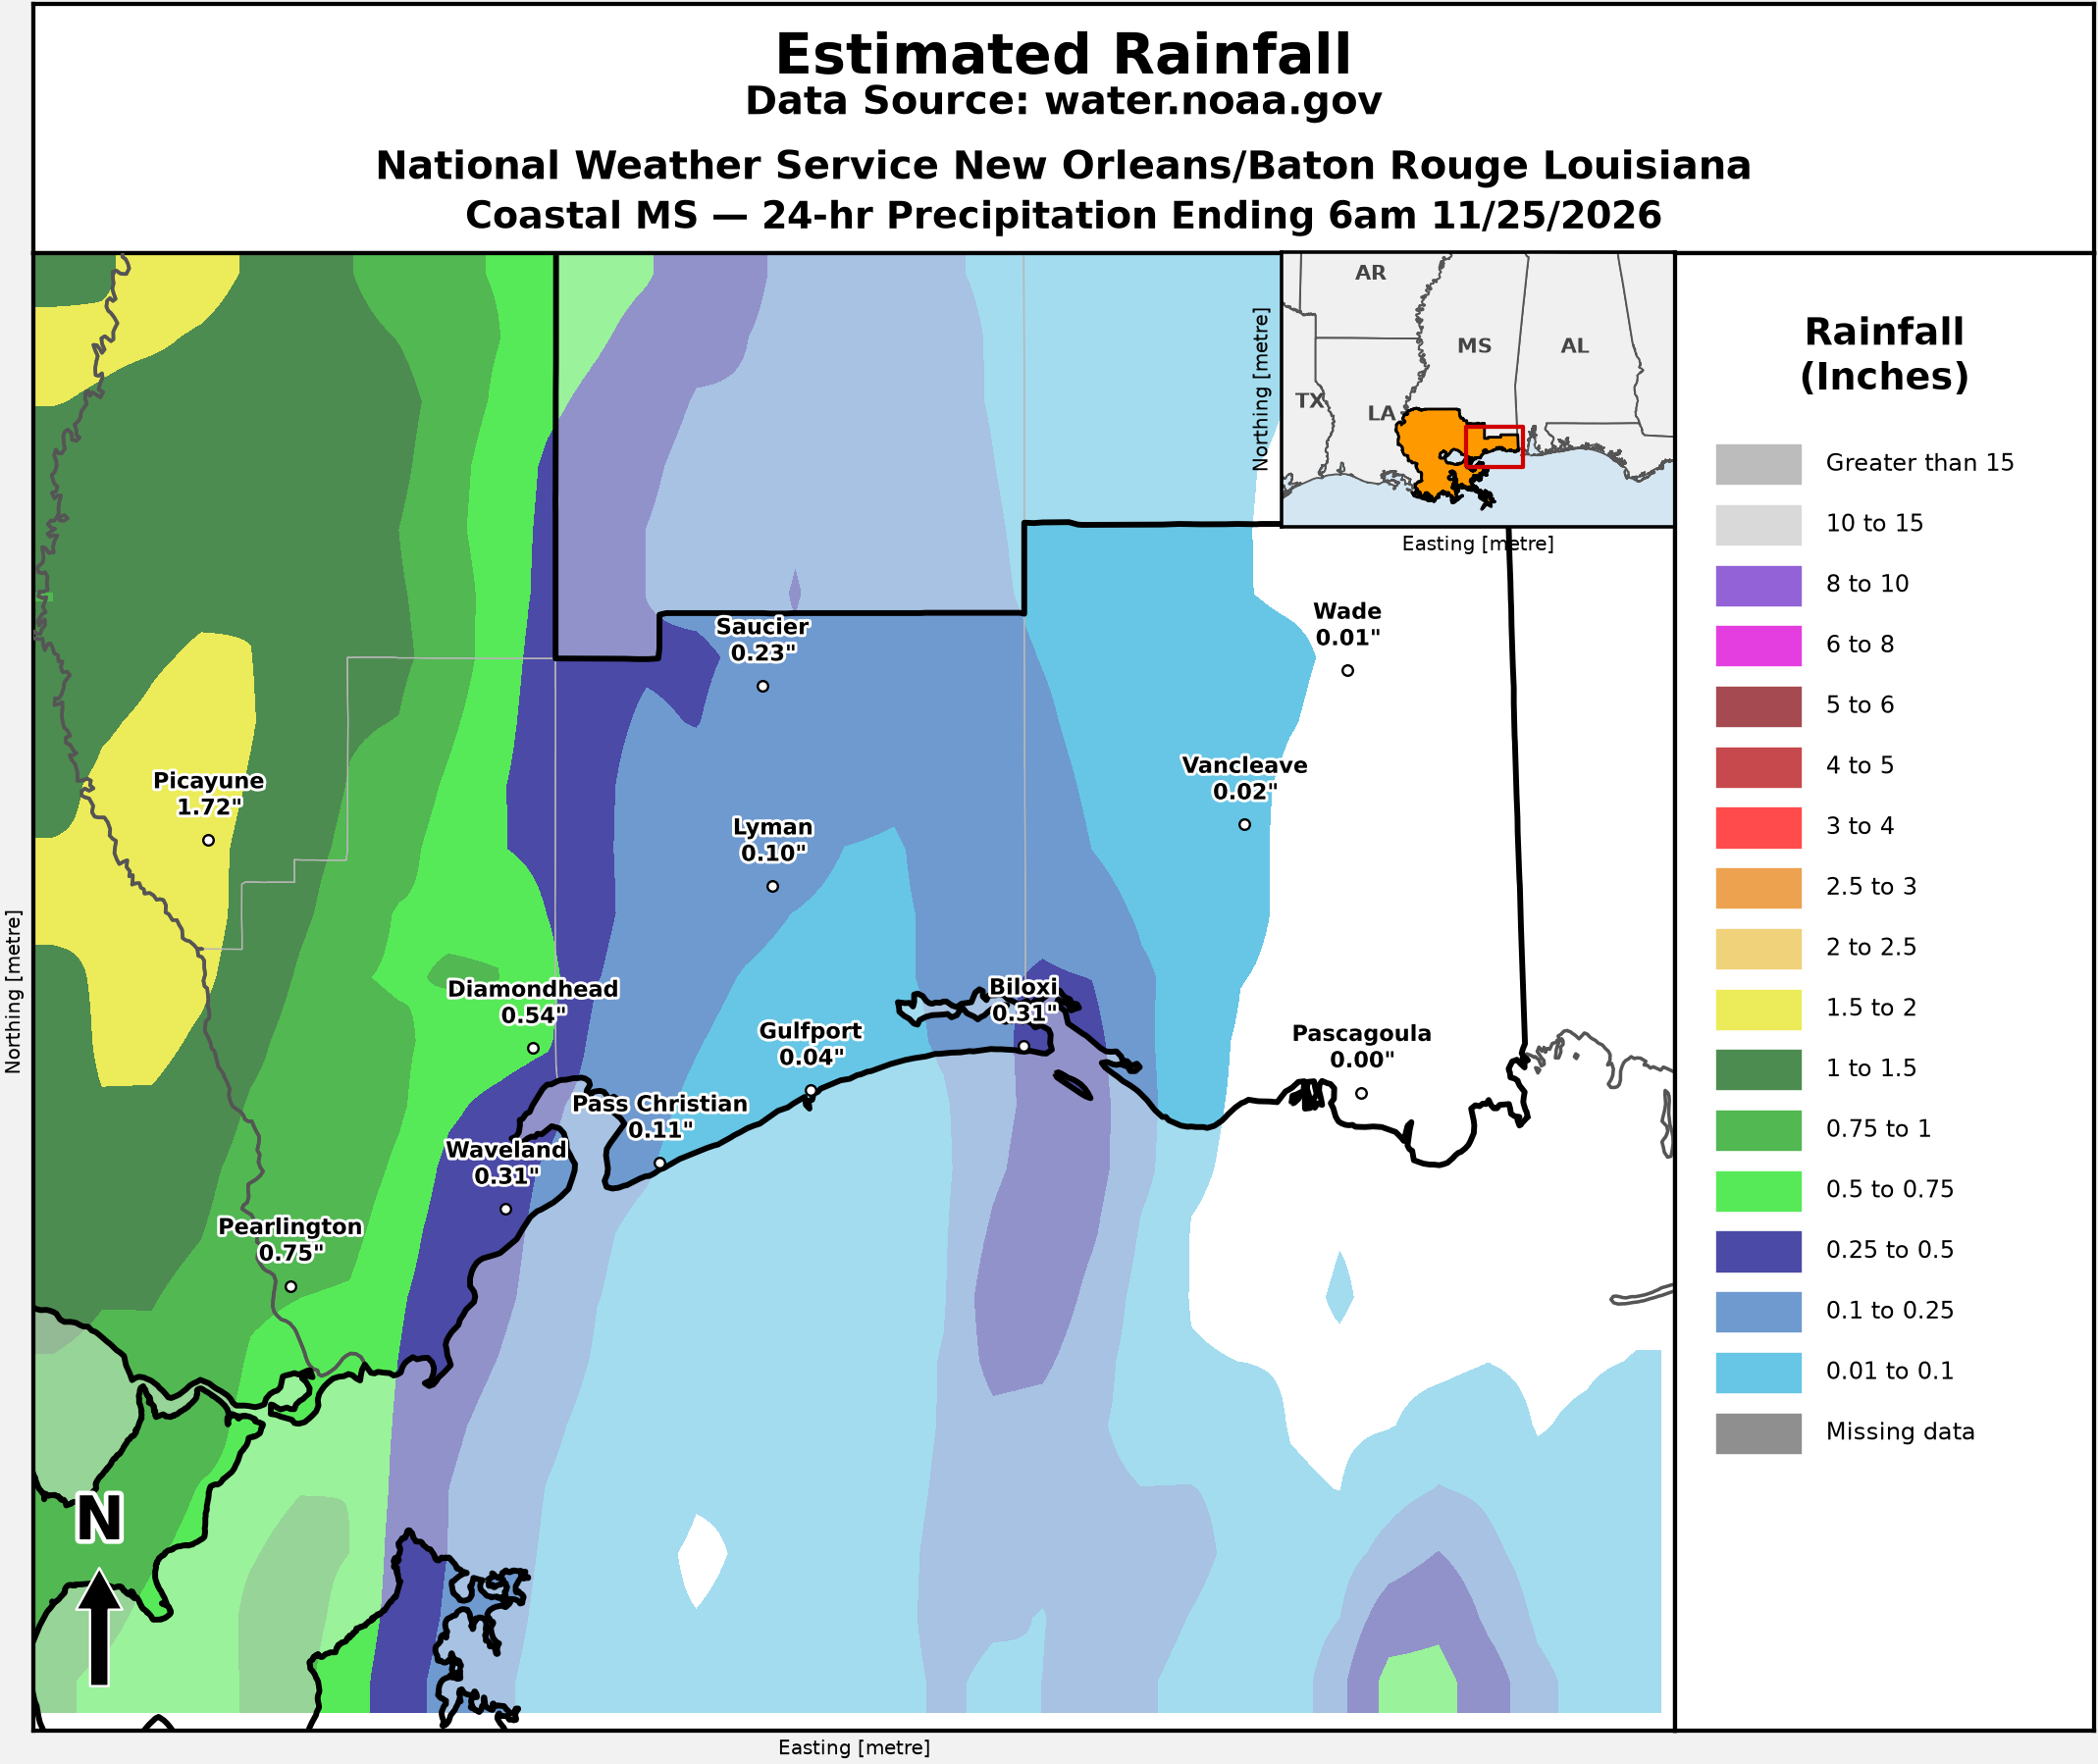 Estimated Rainfall
Data Source: water.noaa.gov
National Weather Service New Orleans/Baton Rouge Louisiana
Coastal MS — 24-hr Precipitation Ending 6am 11/25/2026
AR
MS
AL
TX
LA
Northing [metre]
Easting [metre]
Rainfall
(Inches)
Greater than 15
10 to 15
8 to 10
6 to 8
5 to 6
4 to 5
3 to 4
2.5 to 3
2 to 2.5
1.5 to 2
1 to 1.5
0.75 to 1
0.5 to 0.75
0.25 to 0.5
0.1 to 0.25
0.01 to 0.1
Missing data
Wade
0.01"
Saucier
0.23"
Vancleave
0.02"
Picayune
1.72"
Lyman
0.10"
Diamondhead
0.54"
Biloxi
0.31"
Gulfport
0.04"
Pascagoula
0.00"
Pass Christian
0.11"
Waveland
0.31"
Pearlington
0.75"
N
Northing [metre]
Easting [metre]